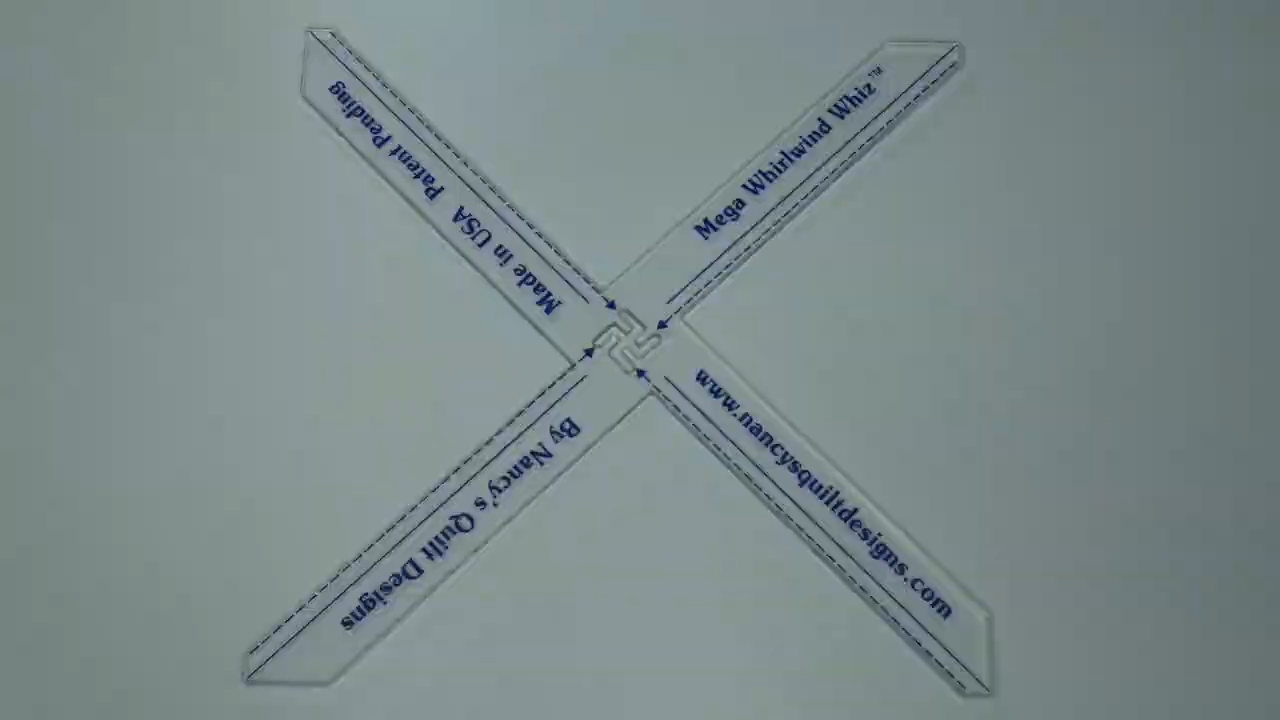 Mega Whirlwind Whiz™
www.nancysquiltdesigns.com
By Nancy's Quilt Designs
Made in USA Patent Pending